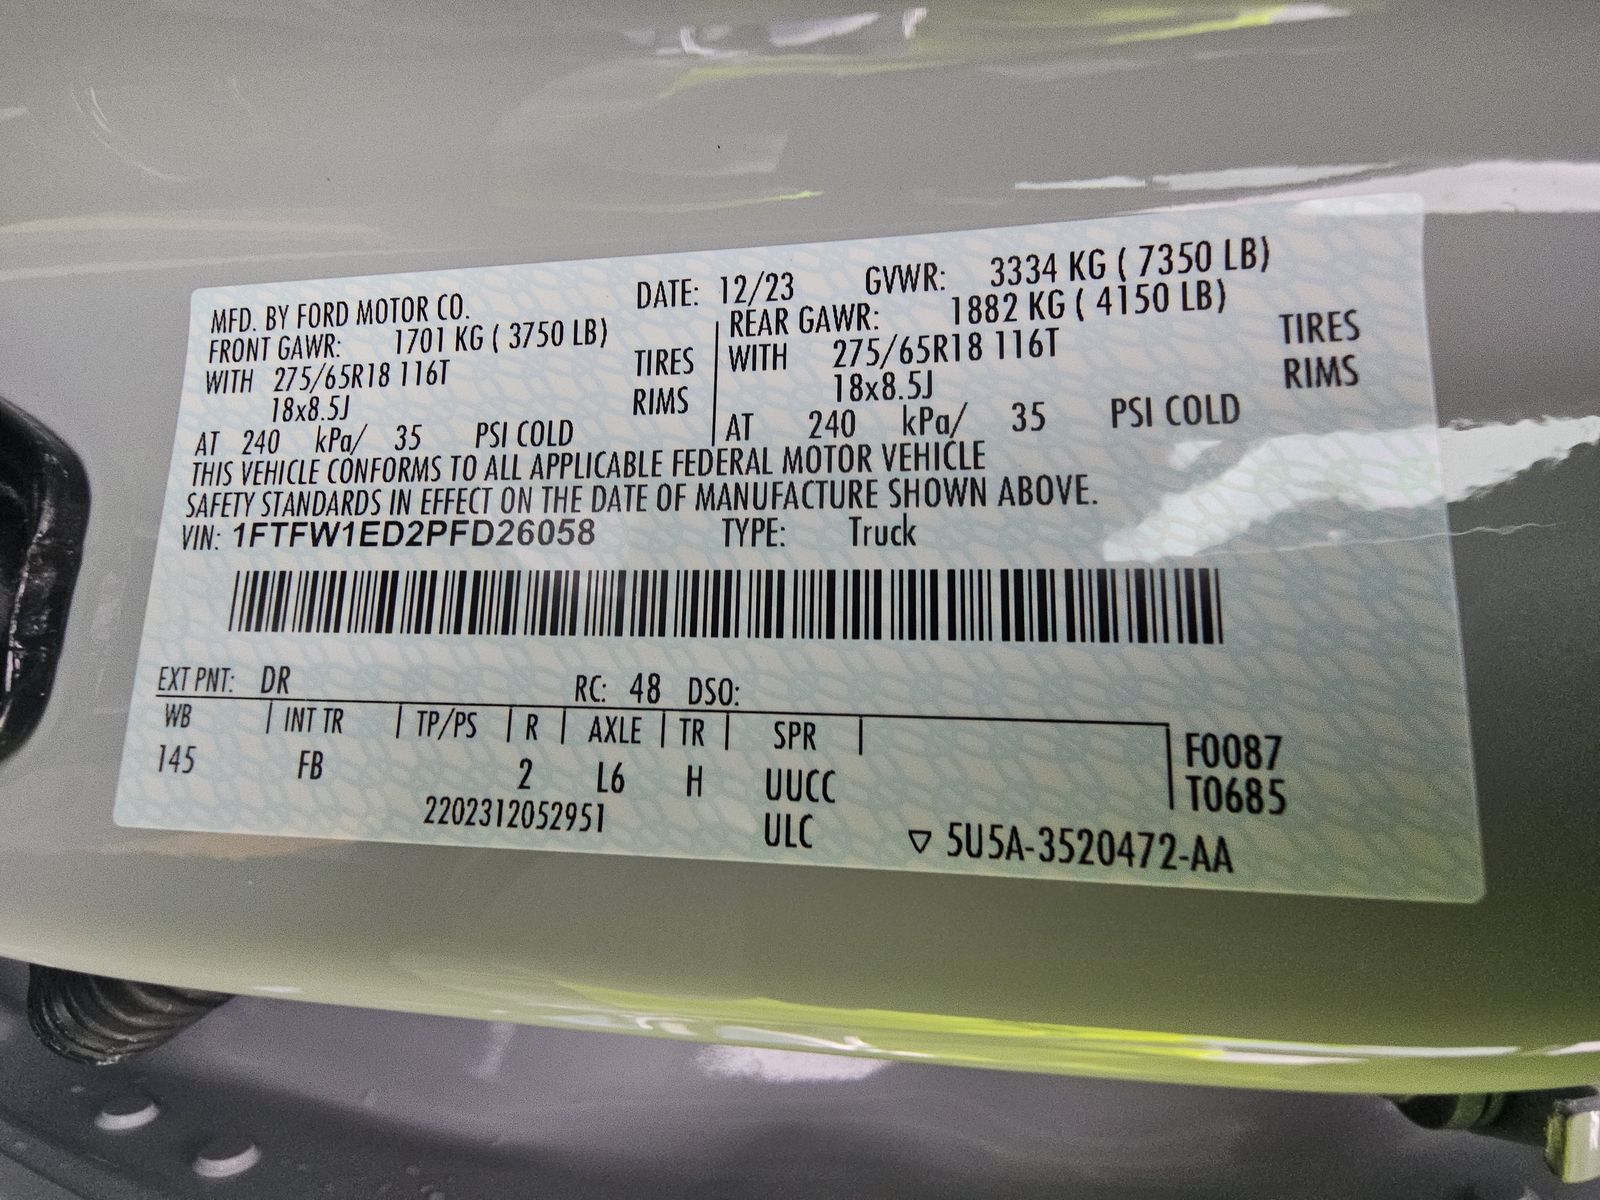 MFD. BY FORD MOTOR CO. DATE: 12/23 GVWR: 3334 KG ( 7350 LB)
FRONT GAWR: 1701 KG ( 3750 LB) REAR GAWR: 1882 KG ( 4150 LB)
WITH 275/65R18 116T TIRES WITH 275/65R18 116T TIRES
18x8.5J RIMS 18x8.5J RIMS
AT 240 kPa/ 35 PSI COLD AT 240 kPa/ 35 PSI COLD
THIS VEHICLE CONFORMS TO ALL APPLICABLE FEDERAL MOTOR VEHICLE
SAFETY STANDARDS IN EFFECT ON THE DATE OF MANUFACTURE SHOWN ABOVE.
VIN: 1FTFW1ED2PFD26058 TYPE: Truck
EXT PNT: DR RC: 48 DSO:
WB INT TR TP/PS R AXLE TR SPR F0087
145 FB 2 L6 H UUCC T0685
2202312052951 ULC ▽ 5U5A-3520472-AA